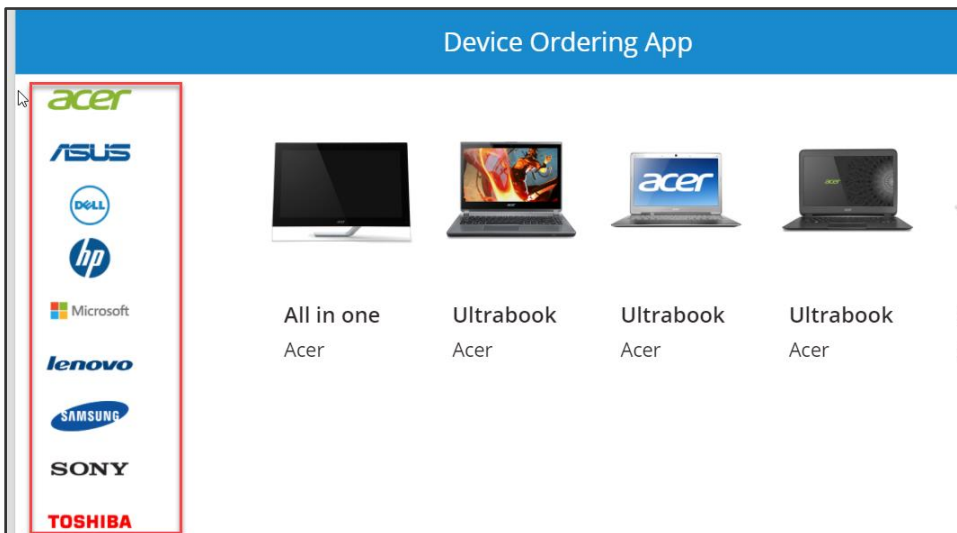 Device Ordering App
acer
ASUS
DELL
hp
Microsoft
lenovo
SAMSUNG
SONY
TOSHIBA
acer
acer
All in one
Ultrabook
Ultrabook
Ultrabook
Acer
Acer
Acer
Acer